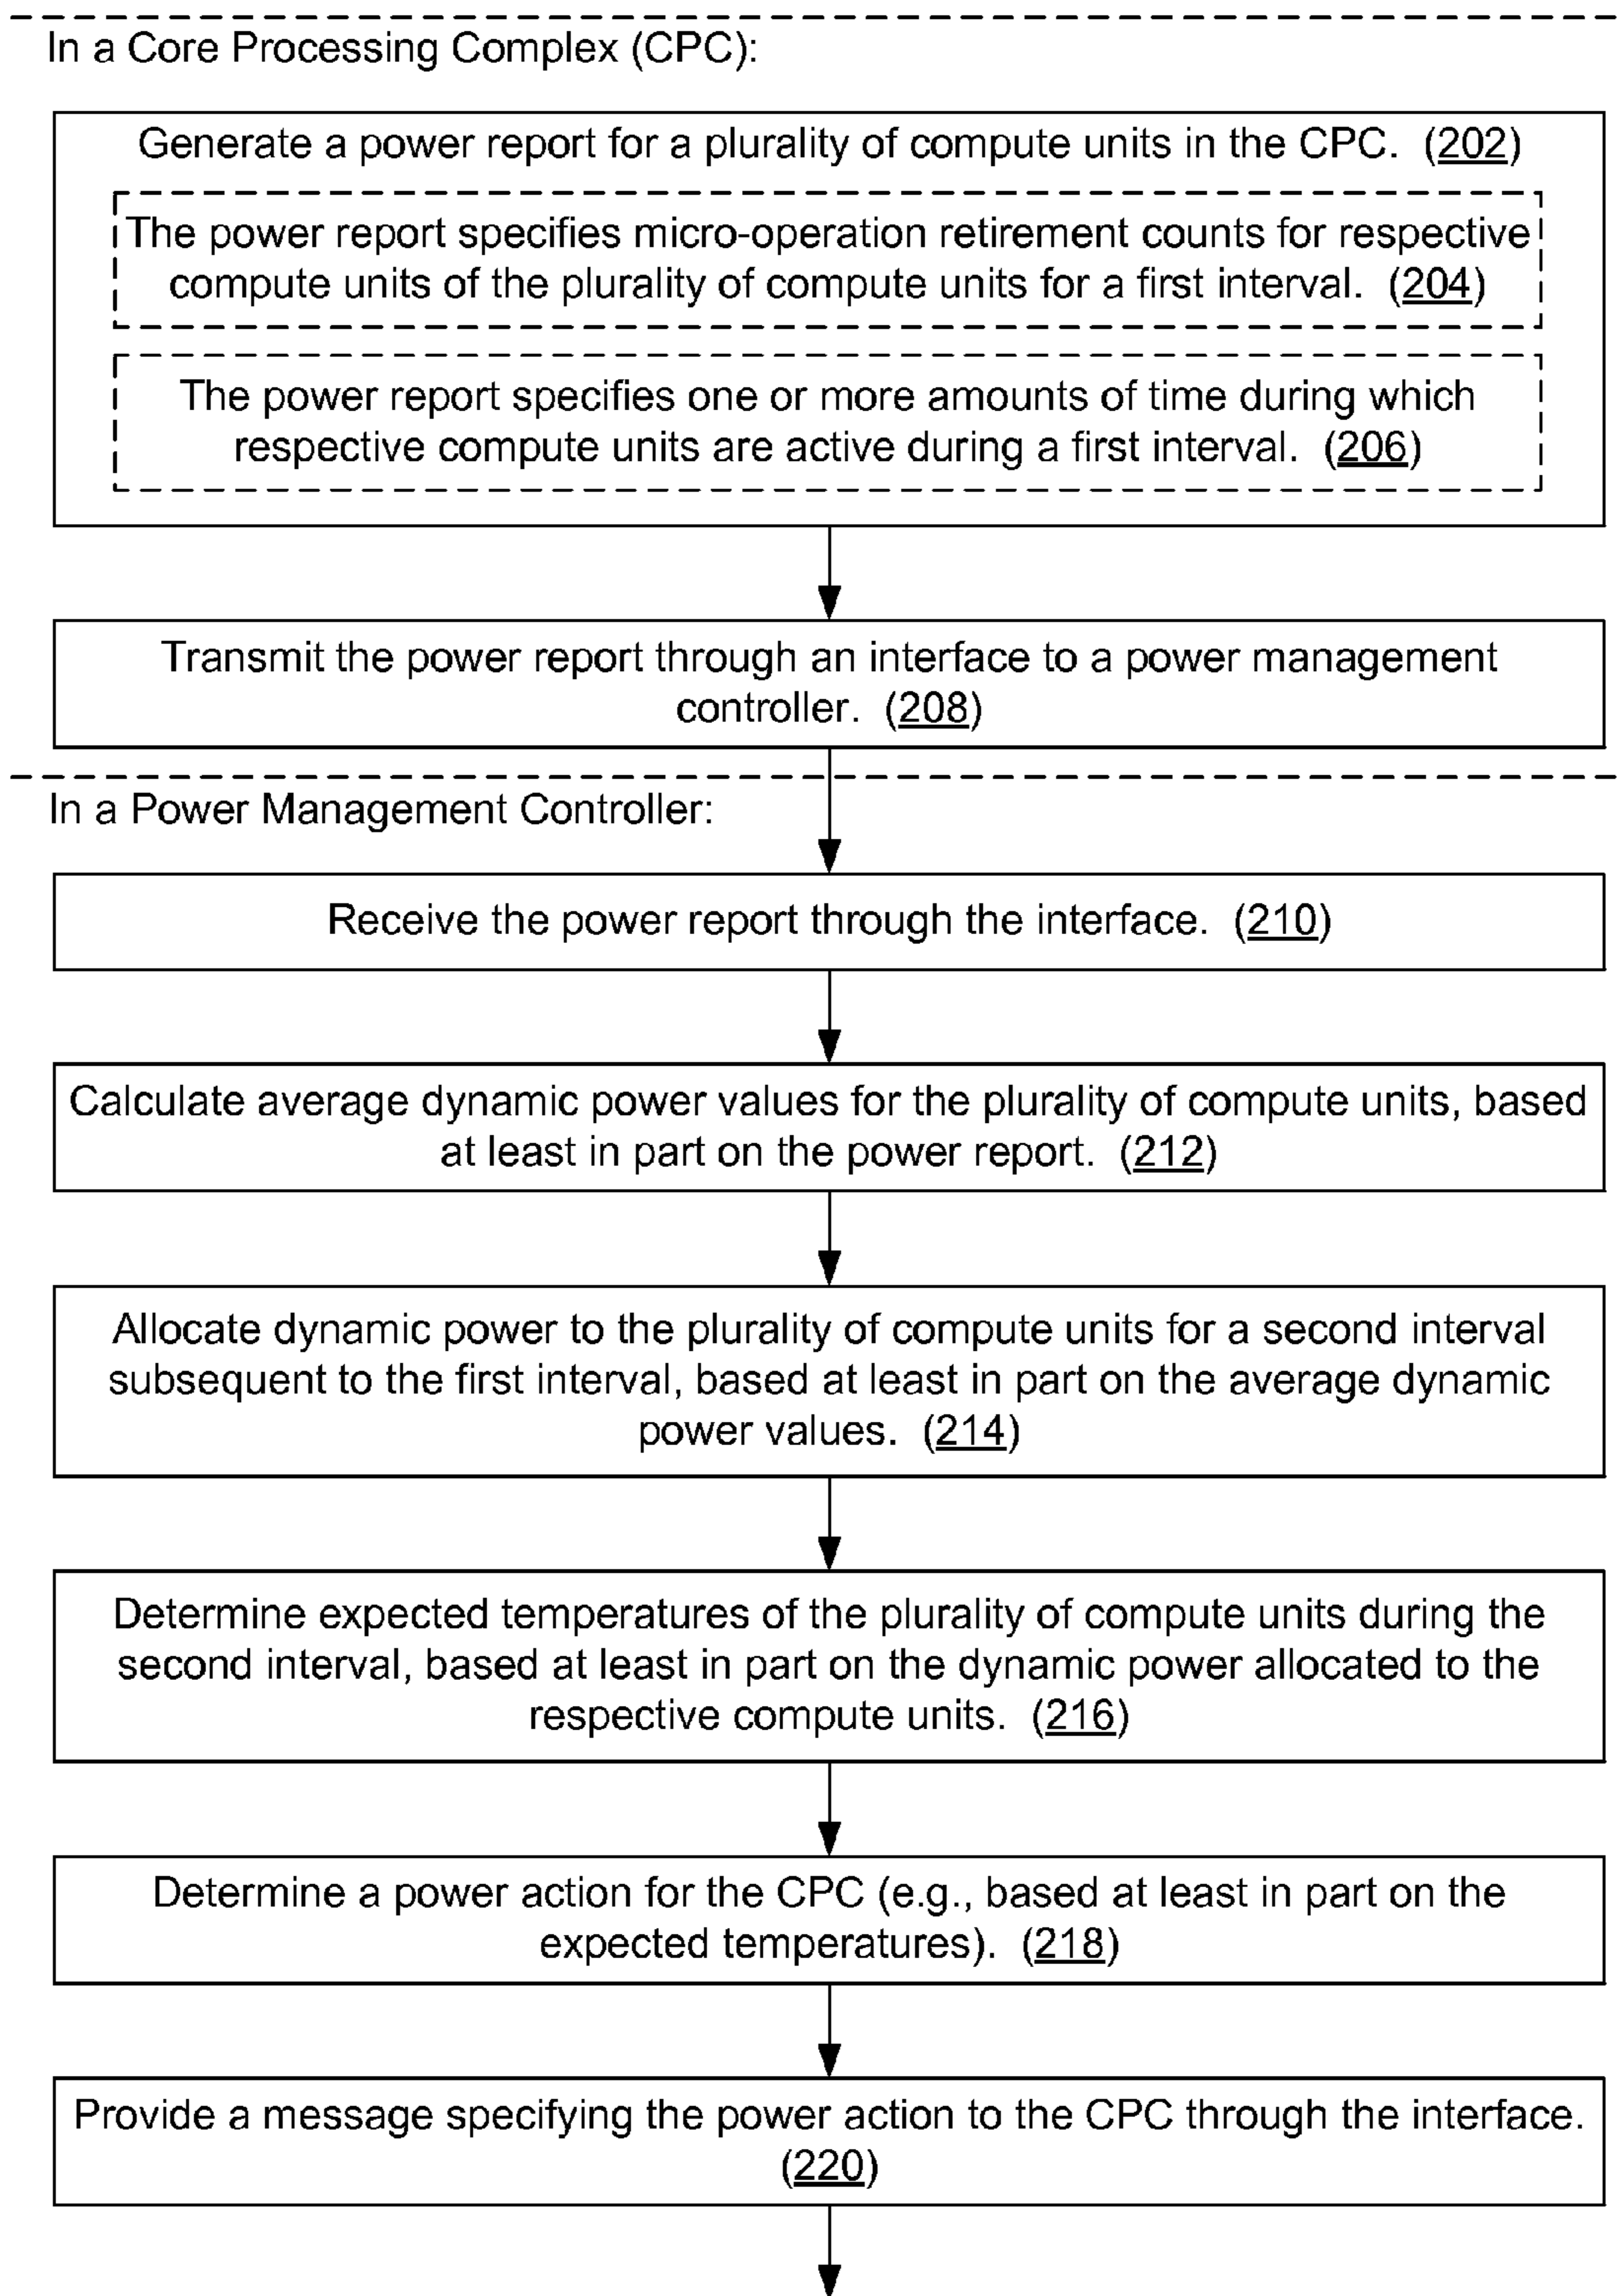 In a Core Processing Complex (CPC):
Generate a power report for a plurality of compute units in the CPC. (202)
The power report specifies micro-operation retirement counts for respective
compute units of the plurality of compute units for a first interval. (204)
The power report specifies one or more amounts of time during which
respective compute units are active during a first interval. (206)
Transmit the power report through an interface to a power management
controller. (208)
In a Power Management Controller:
Receive the power report through the interface. (210)
Calculate average dynamic power values for the plurality of compute units, based
at least in part on the power report. (212)
Allocate dynamic power to the plurality of compute units for a second interval
subsequent to the first interval, based at least in part on the average dynamic
power values. (214)
Determine expected temperatures of the plurality of compute units during the
second interval, based at least in part on the dynamic power allocated to the
respective compute units. (216)
Determine a power action for the CPC (e.g., based at least in part on the
expected temperatures). (218)
Provide a message specifying the power action to the CPC through the interface.
(220)